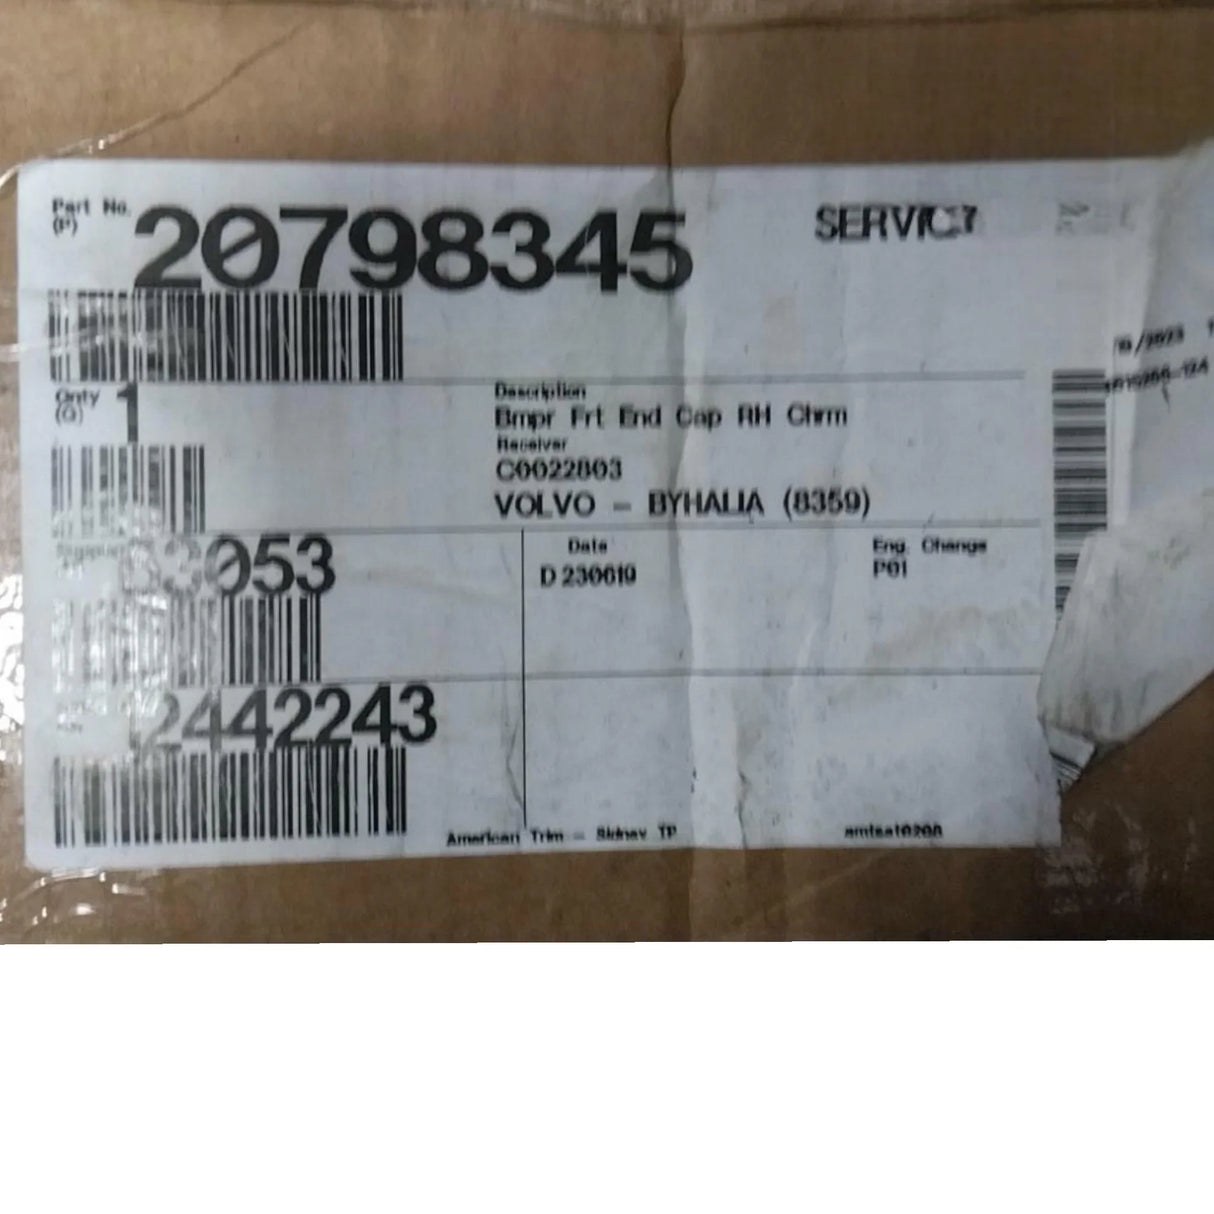 Part No.
(P)
20798345
Qnty
(Q)
1
Description
Bmpr Frt End Cap RH Chrm
Receiver
C0022803
VOLVO - BYHALIA (8359)
053
Date
D 230619
Eng. Change
P01
2442243
American Trim - Sidney TP